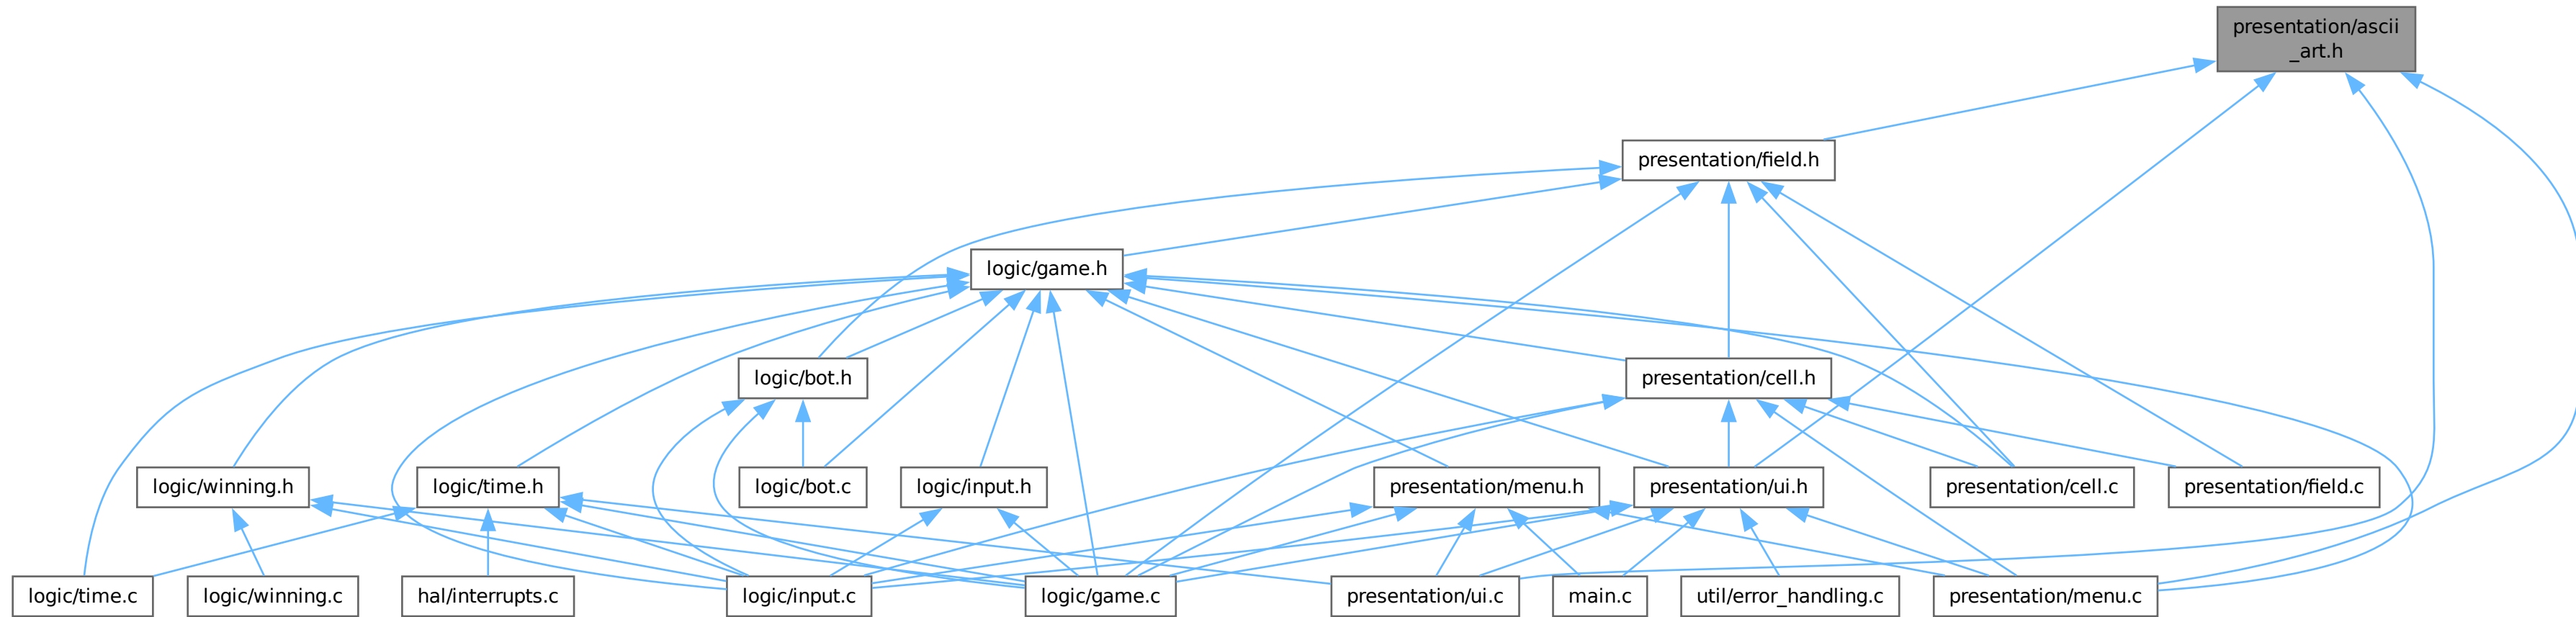 presentation/ascii
_art.h
presentation/field.h
logic/game.h
logic/bot.h
presentation/cell.h
logic/winning.h
logic/time.h
logic/bot.c
logic/input.h
presentation/menu.h
presentation/ui.h
presentation/cell.c
presentation/field.c
logic/time.c
logic/winning.c
hal/interrupts.c
logic/input.c
logic/game.c
presentation/ui.c
main.c
util/error_handling.c
presentation/menu.c